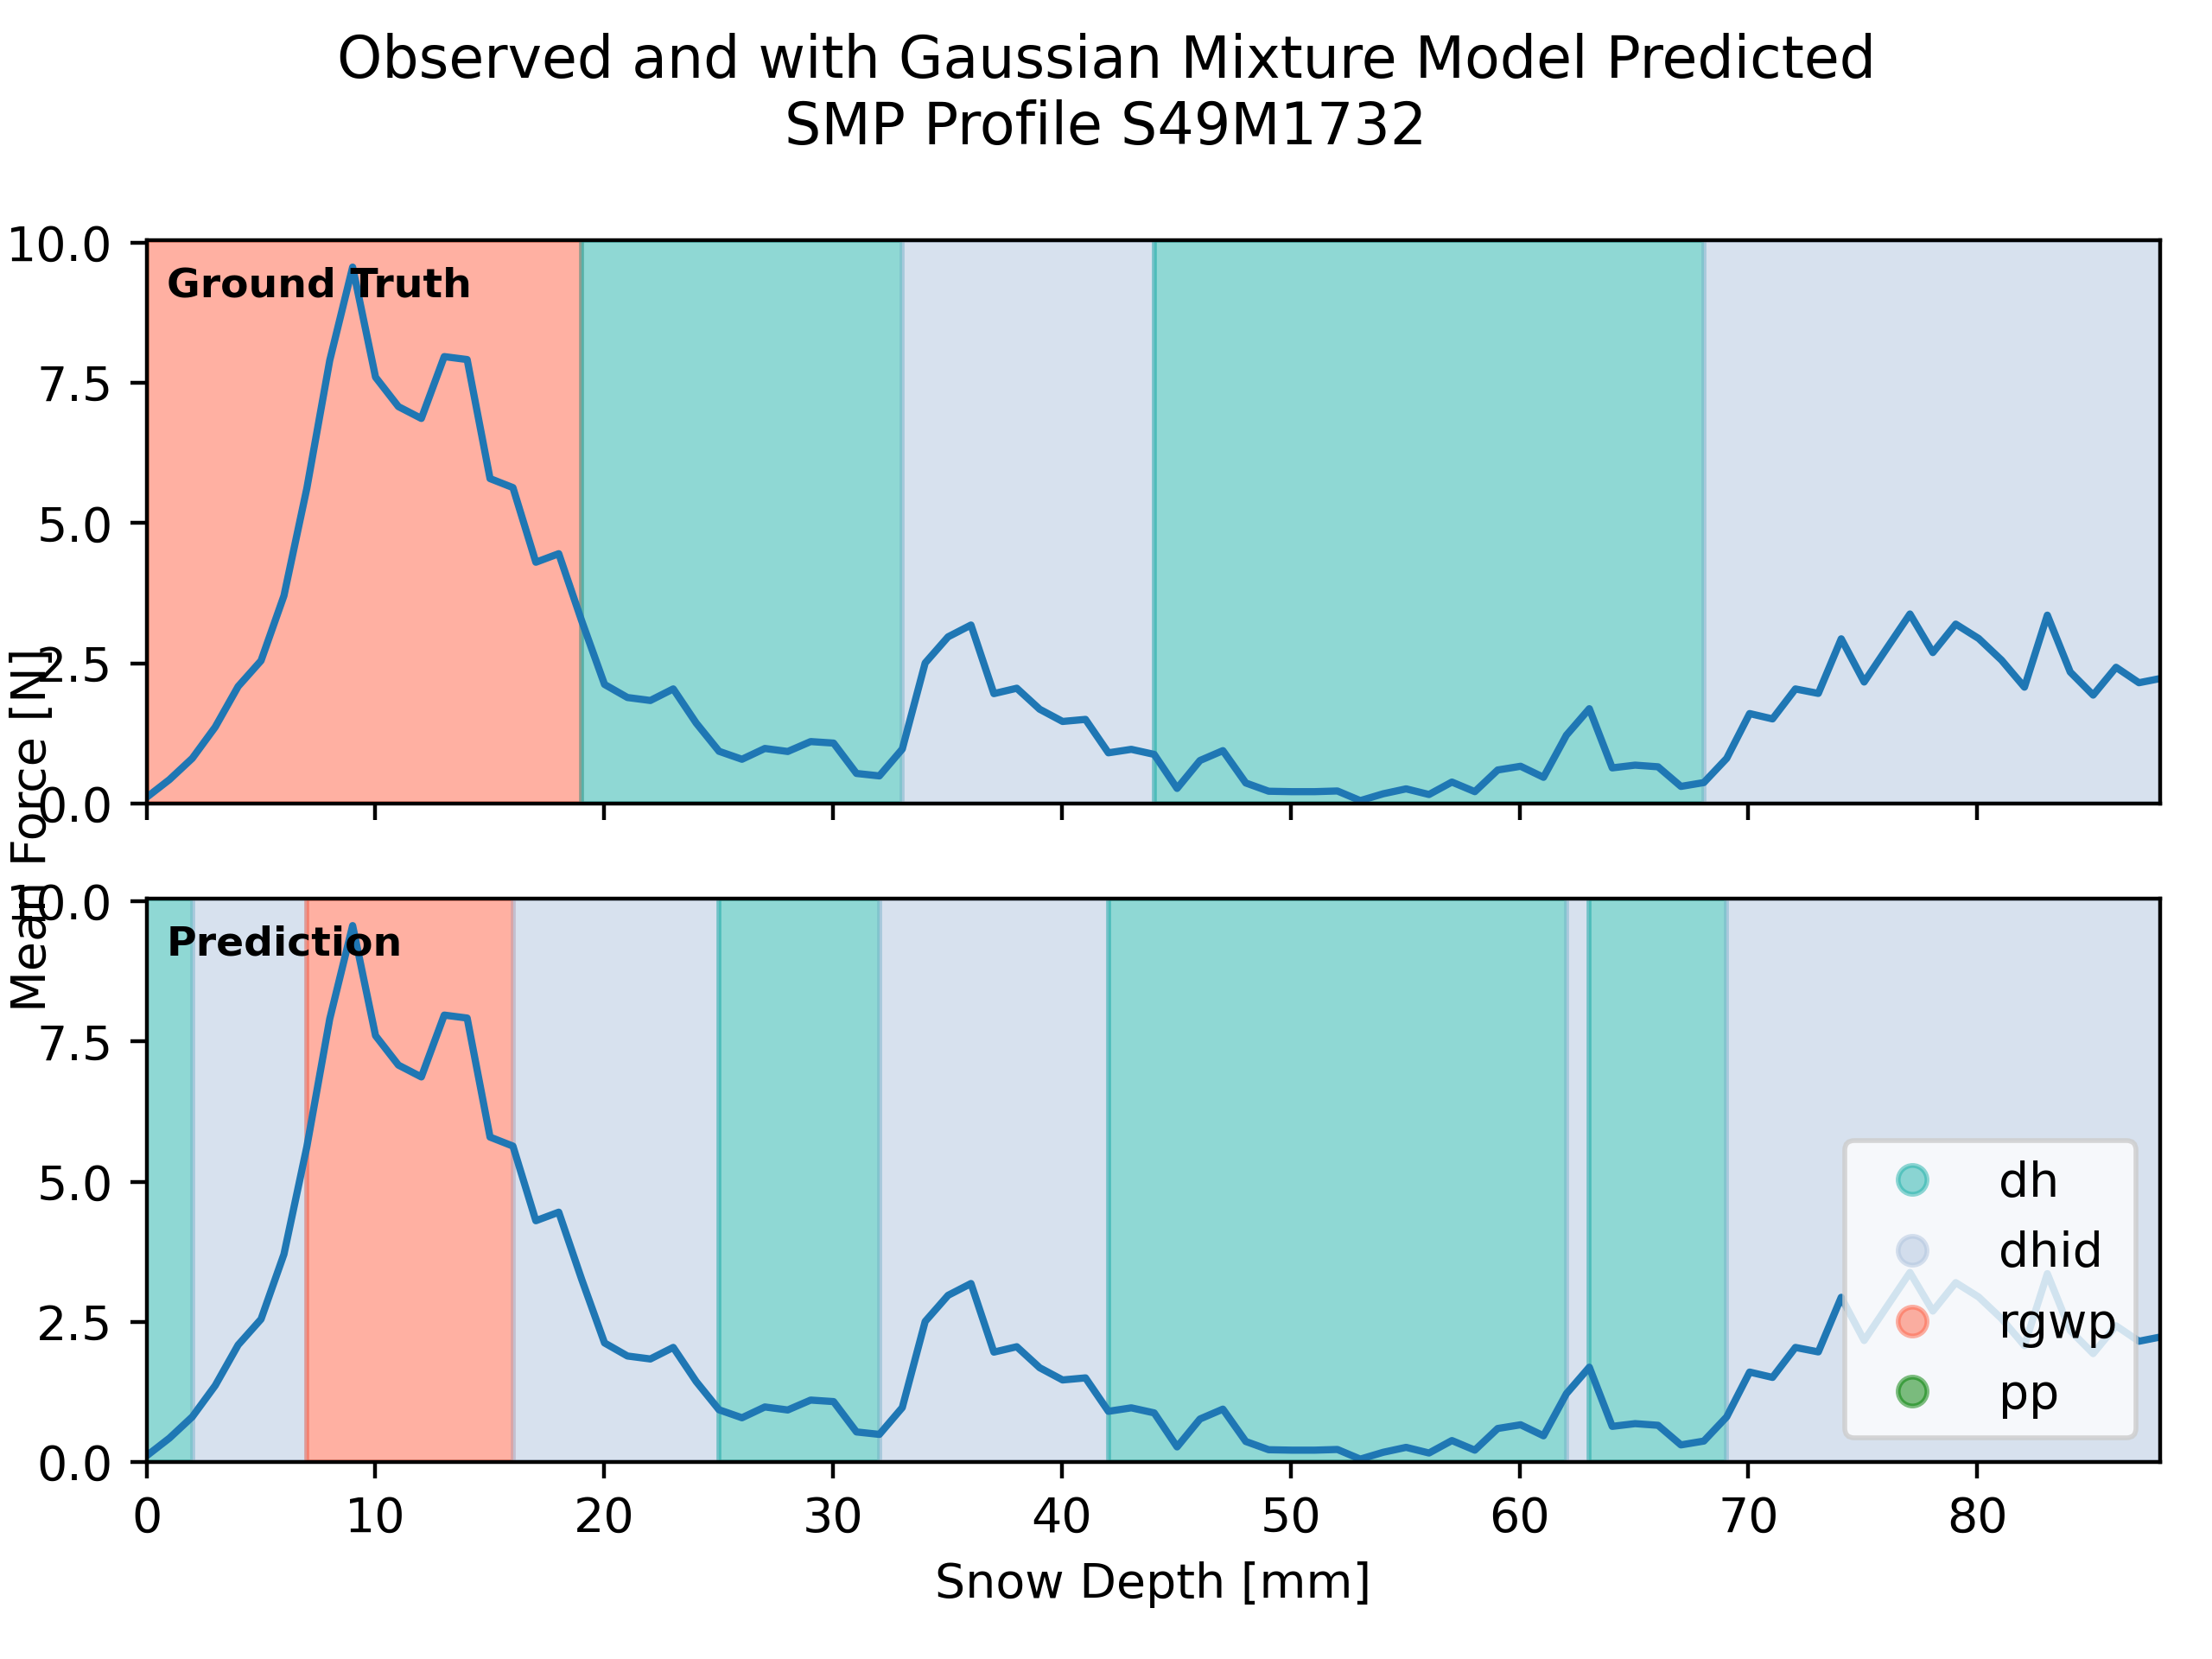 Observed and with Gaussian Mixture Model Predicted
SMP Profile S49M1732
10.0
Ground Truth
7.5
5.0
2.5
0.0
Mean Force [N]
10.0
Prediction
7.5
5.0
2.5
0.0
dh
dhid
rgwp
pp
0 10 20 30 40 50 60 70 80
Snow Depth [mm]